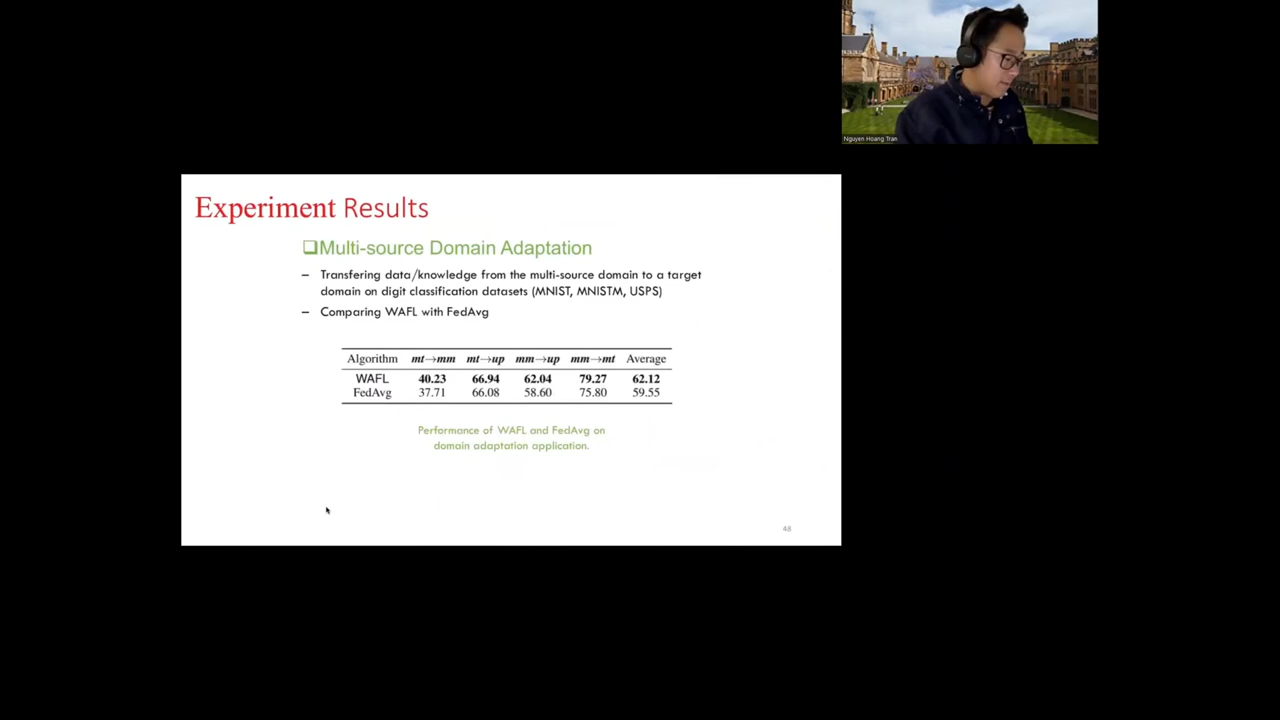 Nguyen Hoang Tran
Experiment Results
❑Multi-source Domain Adaptation
– Transfering data/knowledge from the multi-source domain to a target
domain on digit classification datasets (MNIST, MNISTM, USPS)
– Comparing WAFL with FedAvg
Algorithm mt→mm mt→up mm→up mm→mt Average
WAFL 40.23 66.94 62.04 79.27 62.12
FedAvg 37.71 66.08 58.60 75.80 59.55
Performance of WAFL and FedAvg on
domain adaptation application.
48